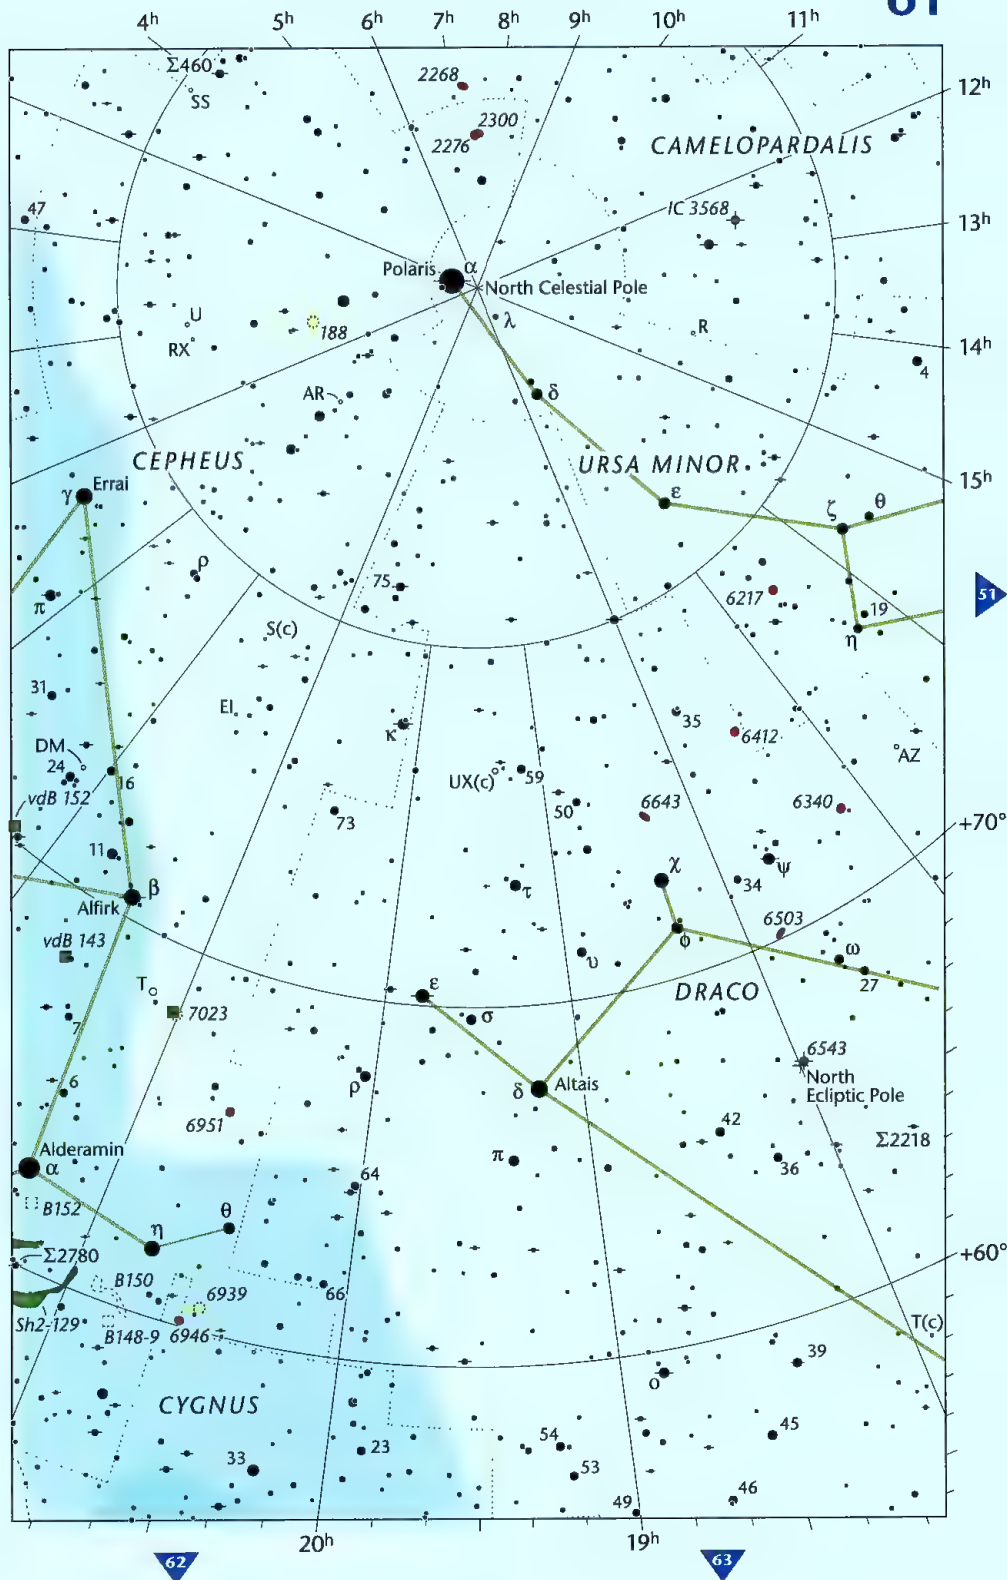 61
4h 5h 6h 7h 8h 9h 10h 11h
Σ460
SS
2268
2300
2276
12h
CAMELOPARDALIS
47
IC 3568
13h
Polaris α
North Celestial Pole
λ
U
188
R
RX
14h
4
AR
δ
CEPHEUS
URSA MINOR
15h
γ Errai
ε
ζ θ
ρ
75
6217
51
π
19
S(c)
η
31
EI
κ
35
6412
DM
AZ
24
16
UX(c)
59
vdB 152
50
6643
6340
+70°
73
11
χ
ψ
β
τ
34
Alfirk
6503
vdB 143
φ
ω
υ
T
ε
DRACO
27
7023
σ
7
6543
North
Ecliptic Pole
ρ
δ Altais
6
6951
42
Σ2218
Alderamin
π
36
α
64
B152
θ
η
Σ2780
+60°
B150
6939
66
Sh2-129
B148-9
6946
T(c)
39
ο
CYGNUS
45
54
23
33
53
46
49
20h
19h
62
63